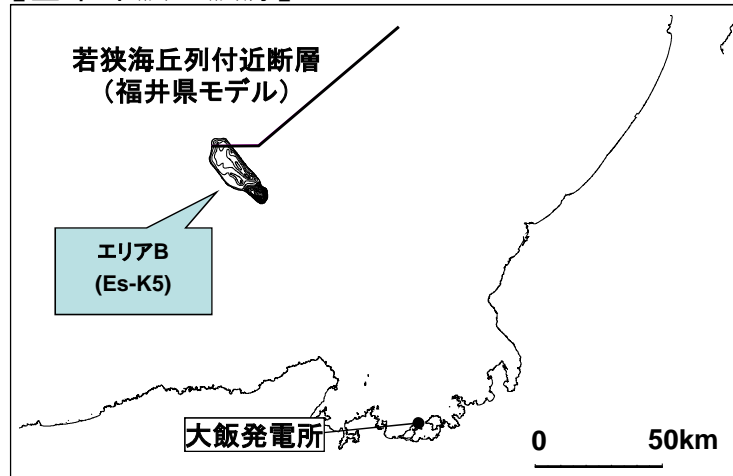 若狭海丘列付近断層
（福井県モデル）
エリアB
(Es-K5)
大飯発電所
0 50km